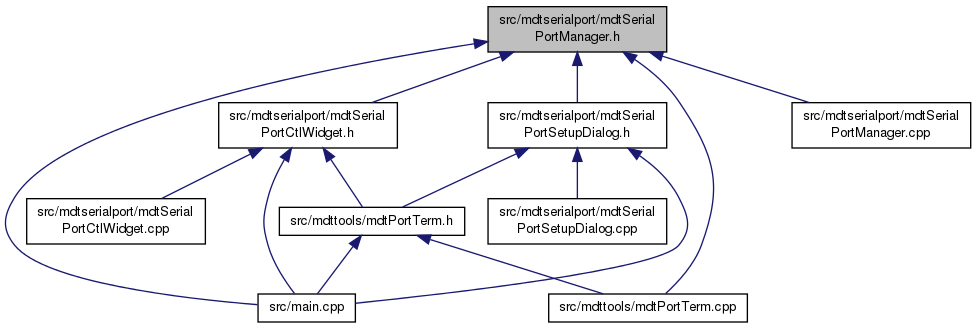 src/mdtserialport/mdtSerial
PortManager.h
src/mdtserialport/mdtSerial
PortCtlWidget.h
src/mdtserialport/mdtSerial
PortSetupDialog.h
src/mdtserialport/mdtSerial
PortManager.cpp
src/mdtserialport/mdtSerial
PortCtlWidget.cpp
src/mdttools/mdtPortTerm.h
src/mdtserialport/mdtSerial
PortSetupDialog.cpp
src/main.cpp
src/mdttools/mdtPortTerm.cpp